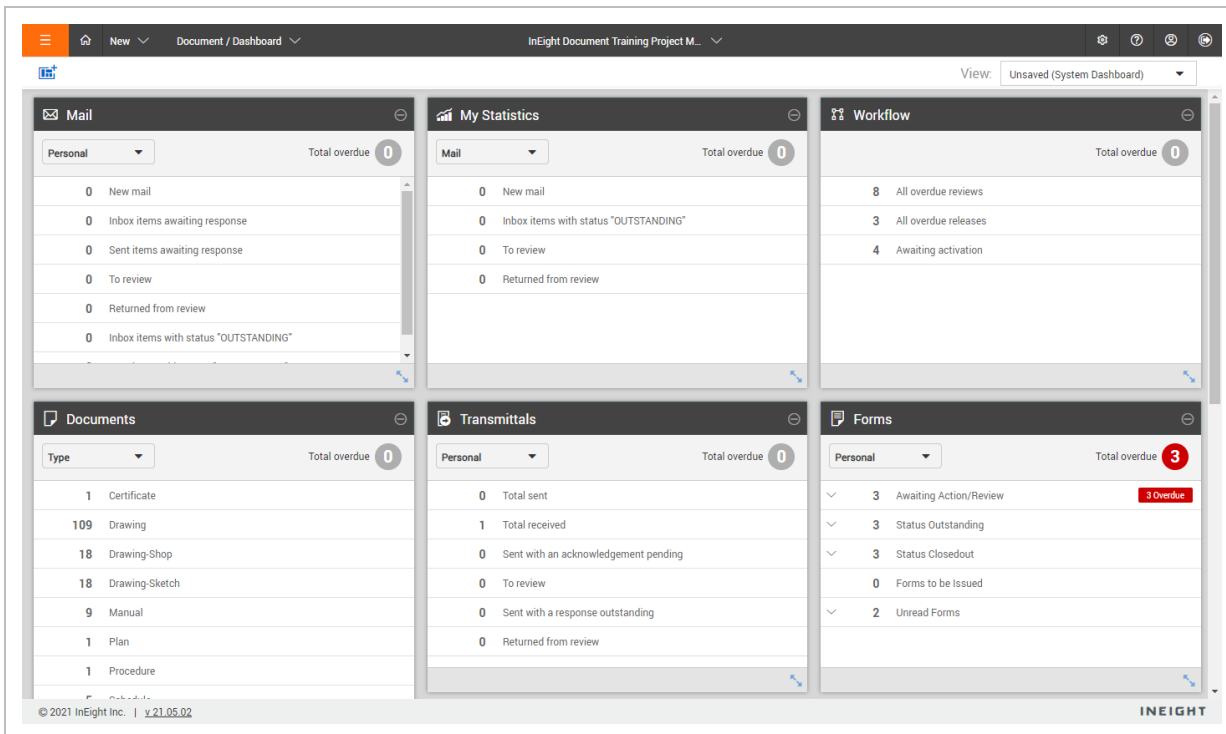 New
Document / Dashboard
InEight Document Training Project M...
View:
Unsaved (System Dashboard)
Mail
Personal
Total overdue 0
0 New mail
0 Inbox items awaiting response
0 Sent items awaiting response
0 To review
0 Returned from review
0 Inbox items with status "OUTSTANDING"
My Statistics
Mail
Total overdue 0
0 New mail
0 Inbox items with status "OUTSTANDING"
0 To review
0 Returned from review
Workflow
Total overdue 0
8 All overdue reviews
3 All overdue releases
4 Awaiting activation
Documents
Type
Total overdue 0
1 Certificate
109 Drawing
18 Drawing-Shop
18 Drawing-Sketch
9 Manual
1 Plan
1 Procedure
Transmittals
Personal
Total overdue 0
0 Total sent
1 Total received
0 Sent with an acknowledgement pending
0 To review
0 Sent with a response outstanding
0 Returned from review
Forms
Personal
Total overdue 3
3 Awaiting Action/Review 3 Overdue
3 Status Outstanding
3 Status Closedout
0 Forms to be Issued
2 Unread Forms
© 2021 InEight Inc. | v 21.05.02
INEIGHT